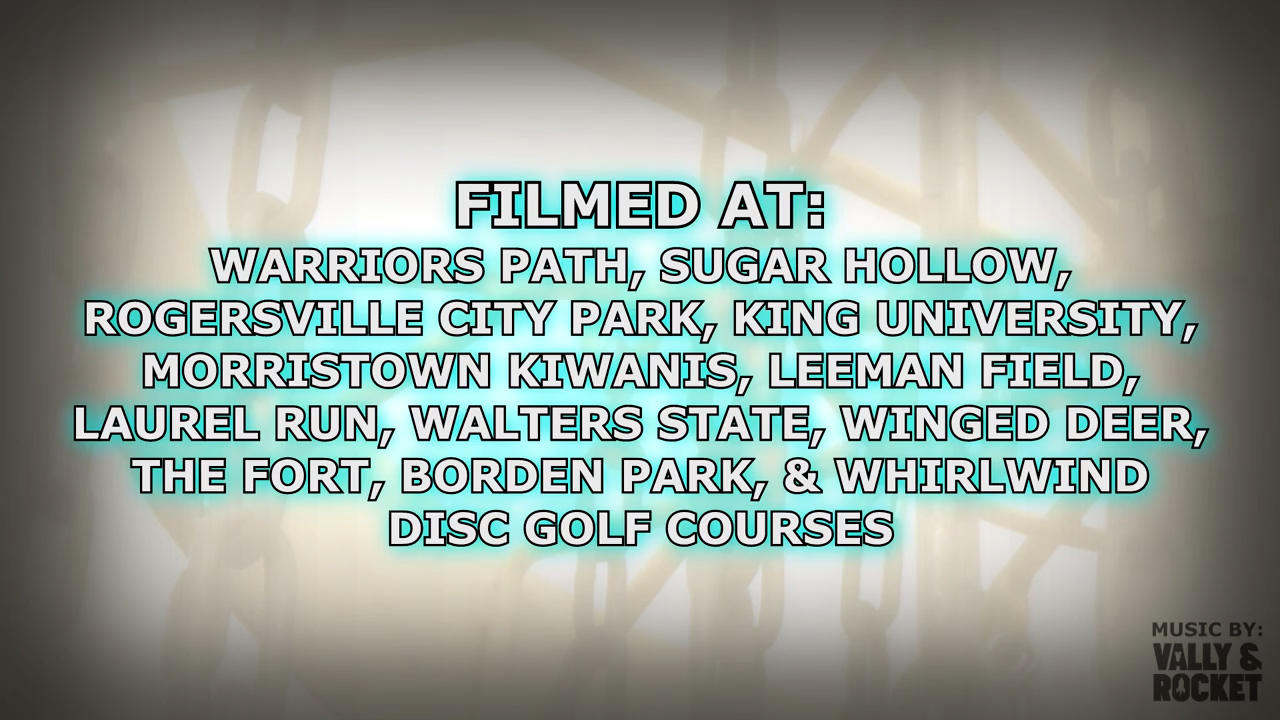 FILMED AT:
WARRIORS PATH, SUGAR HOLLOW,
ROGERSVILLE CITY PARK, KING UNIVERSITY,
MORRISTOWN KIWANIS, LEEMAN FIELD,
LAUREL RUN, WALTERS STATE, WINGED DEER,
THE FORT, BORDEN PARK, & WHIRLWIND
DISC GOLF COURSES
MUSIC BY:
VALLY &
ROCKET